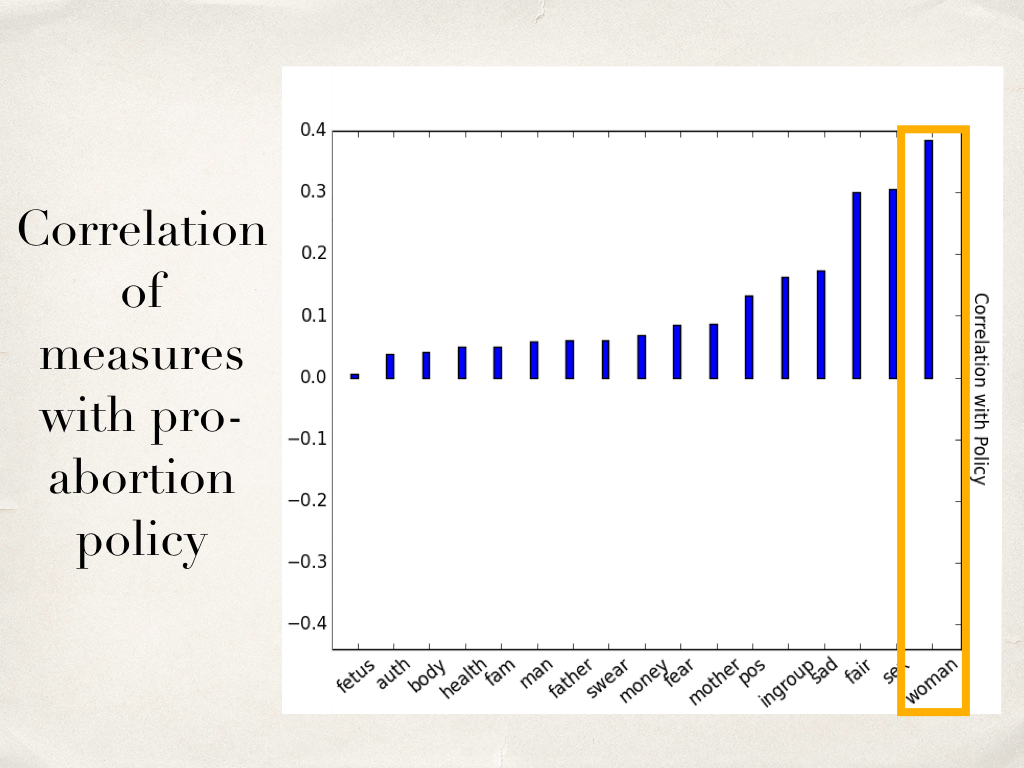 Correlation
of
measures
with pro-
abortion
policy
0.4
0.3
0.2
0.1
0.0
−0.1
−0.2
−0.3
−0.4
fetus
auth
body
health
fam
man
father
swear
money
fear
mother
pos
ingroup
sad
fair
sex
woman
Correlation with Policy